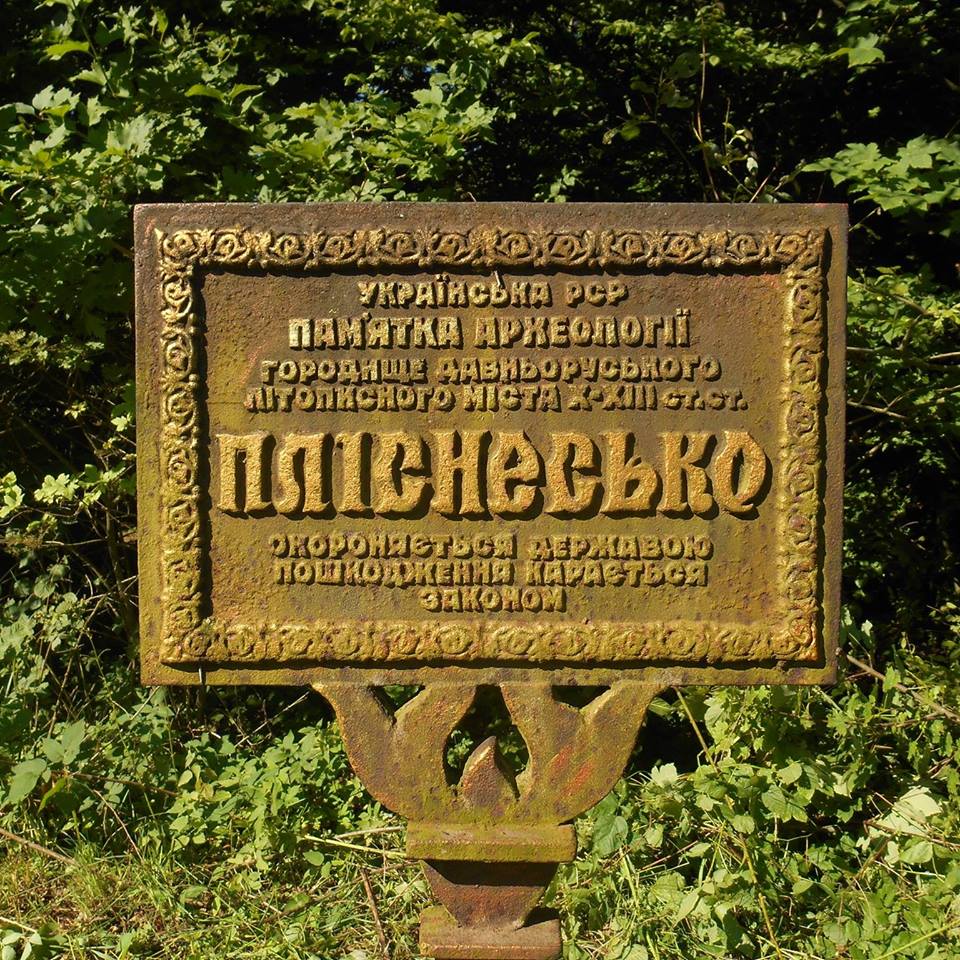 УКРАЇНСЬКА РСР
ПАМ'ЯТКА АРХЕОЛОГІЇ
ГОРОДИЩЕ ДАВНЬОРУСЬКОГО
ЛІТОПИСНОГО МІСТА X-XIII СТ.СТ.
ПЛІСНЕСЬКО
ОХОРОНЯЄТЬСЯ ДЕРЖАВОЮ
ПОШКОДЖЕННЯ КАРАЄТЬСЯ
ЗАКОНОМ